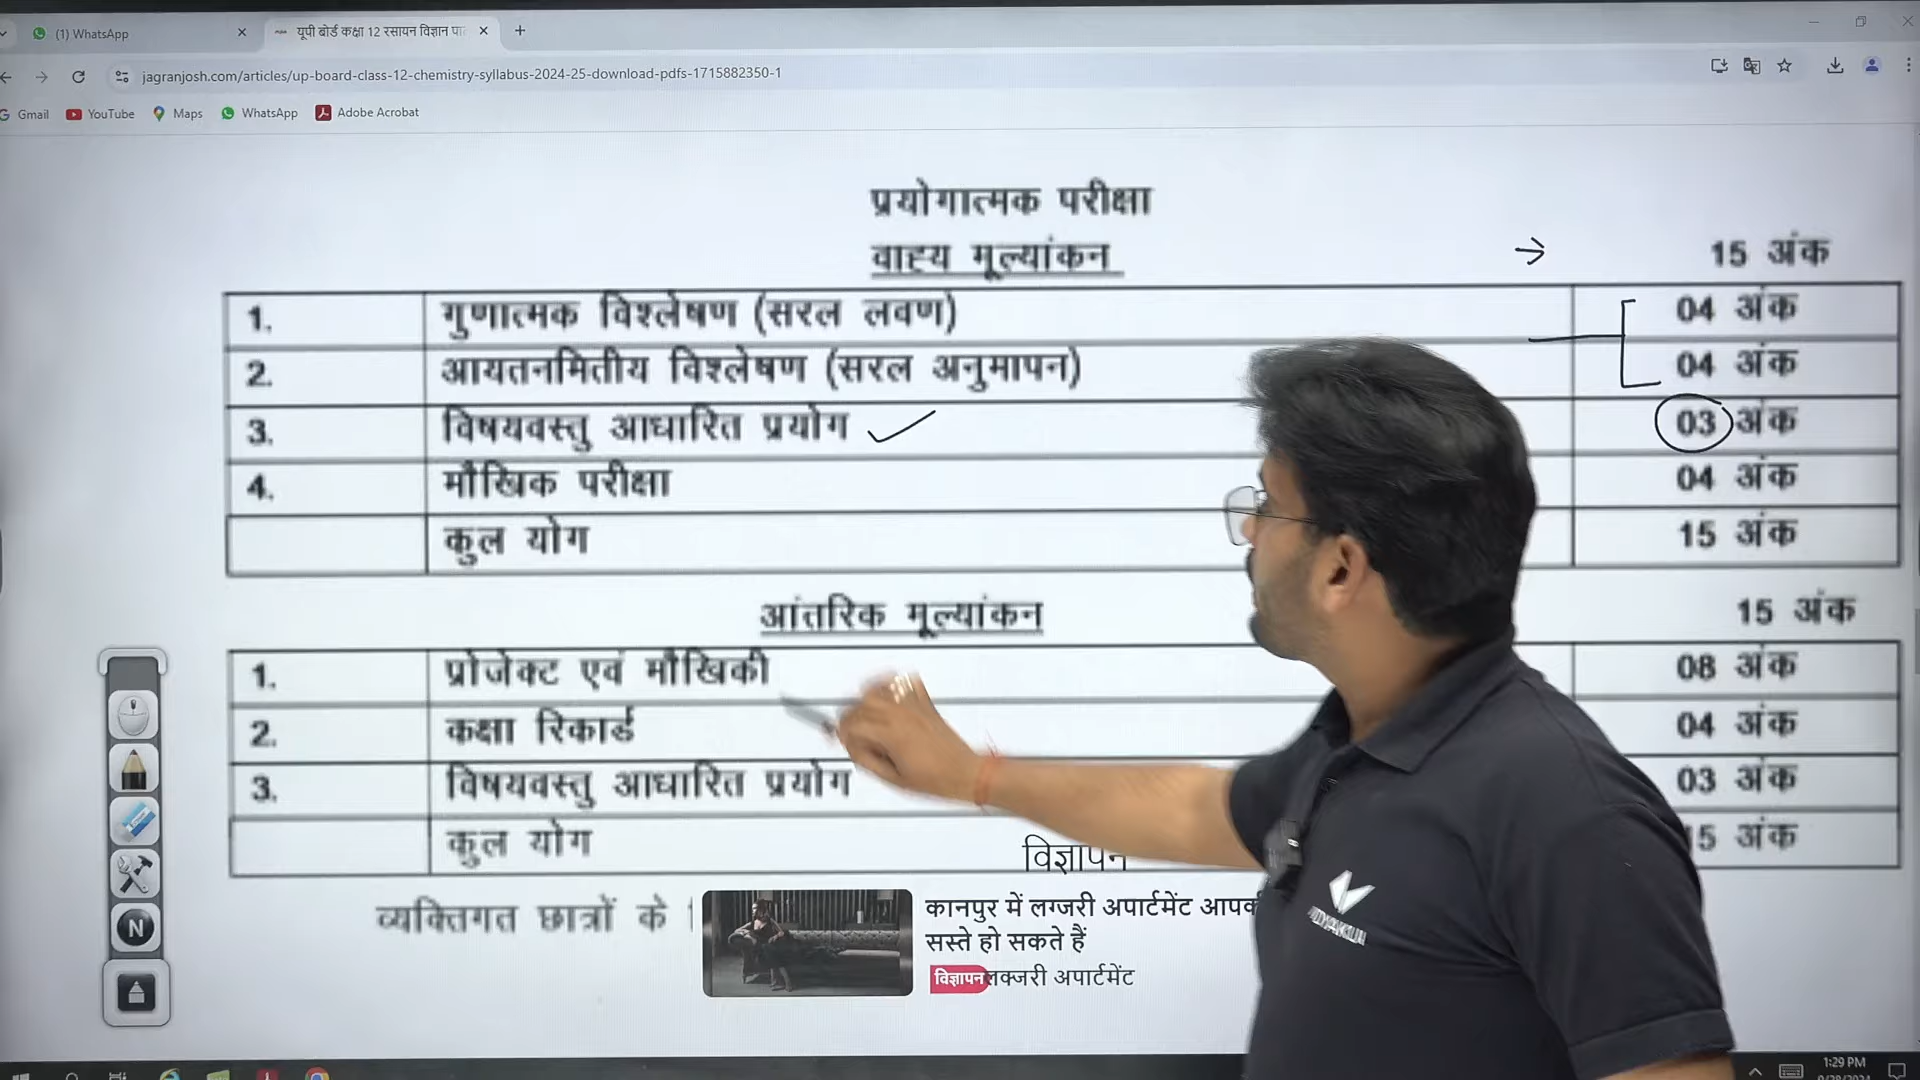 (1) WhatsApp
यूपी बोर्ड कक्षा 12 रसायन विज्ञान पा
jagranjosh.com/articles/up-board-class-12-chemistry-syllabus-2024-25-download-pdfs-1715882350-1
Gmail YouTube Maps WhatsApp Adobe Acrobat
प्रयोगात्मक परीक्षा
वाह्य मूल्यांकन → 15 अंक
1. गुणात्मक विश्लेषण (सरल लवण) 04 अंक
2. आयतनमितीय विश्लेषण (सरल अनुमापन) 04 अंक
3. विषयवस्तु आधारित प्रयोग ✓ 03 अंक
4. मौखिक परीक्षा 04 अंक
कुल योग 15 अंक
आंतरिक मूल्यांकन 15 अंक
1. प्रोजेक्ट एवं मौखिकी 08 अंक
2. कक्षा रिकार्ड 04 अंक
3. विषयवस्तु आधारित प्रयोग 03 अंक
कुल योग 15 अंक
विज्ञापन
व्यक्तिगत छात्रों के
कानपुर में लग्जरी अपार्टमेंट आपक
सस्ते हो सकते हैं
विज्ञापन लक्जरी अपार्टमेंट
N
1:29 PM